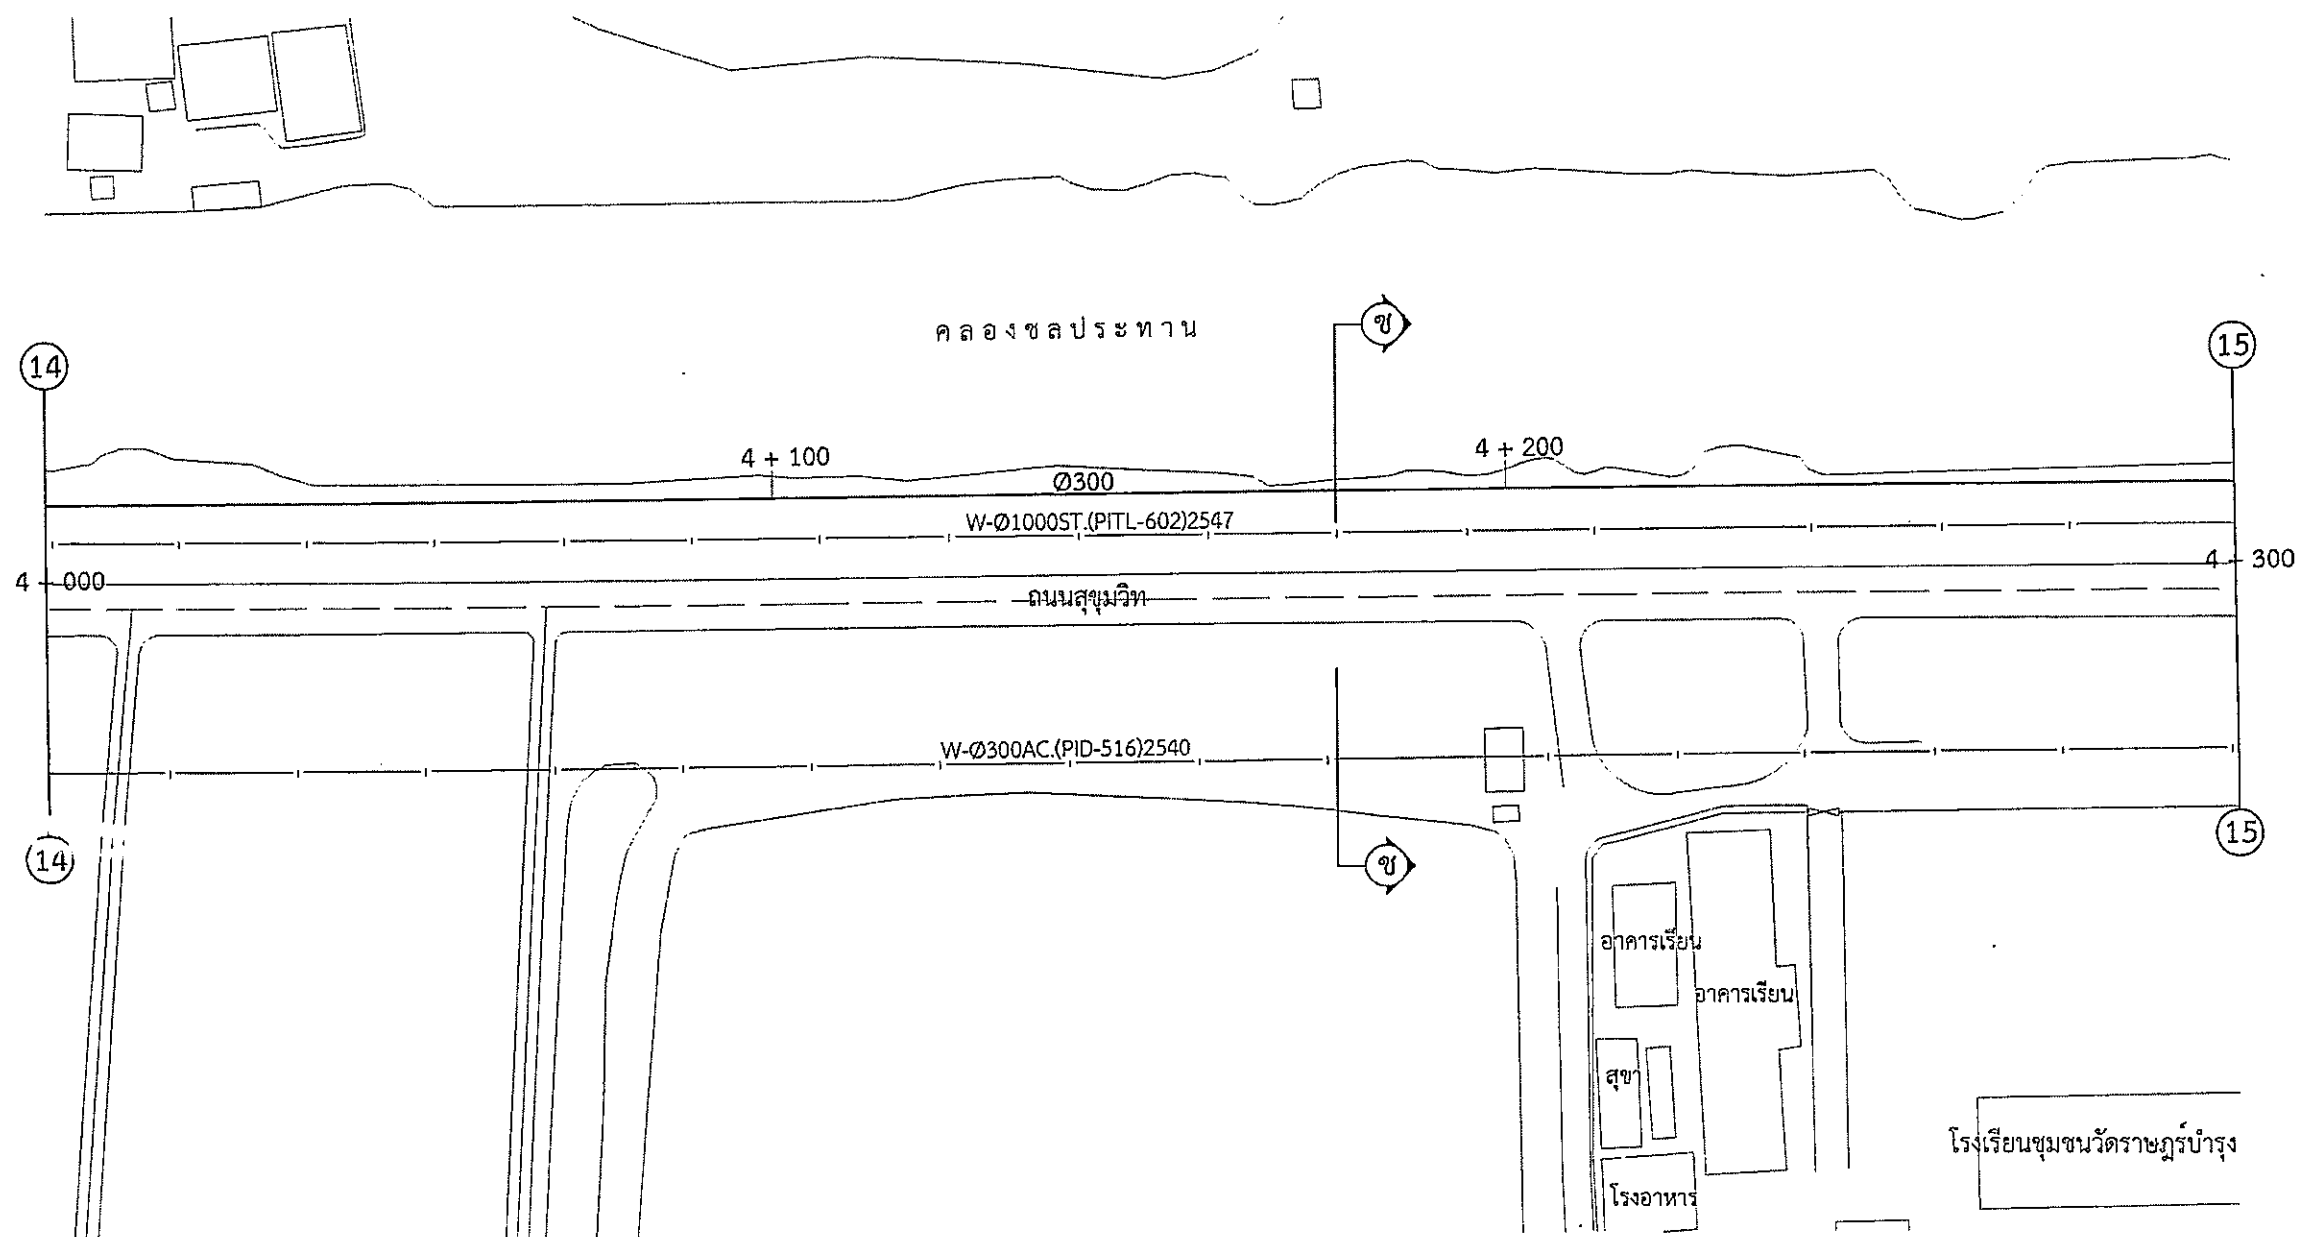 คลองชลประทาน
ช
14
15
4 + 100
4 + 200
Ø300
W-Ø1000ST.(PITL-602)2547
4 + 000
4 + 300
ถนนสุขุมวิท
W-Ø300AC.(PID-516)2540
14
ช
15
อาคารเรียน
อาคารเรียน
สุขา
โรงเรียนชุมชนวัดราษฎร์บำรุง
โรงอาหาร